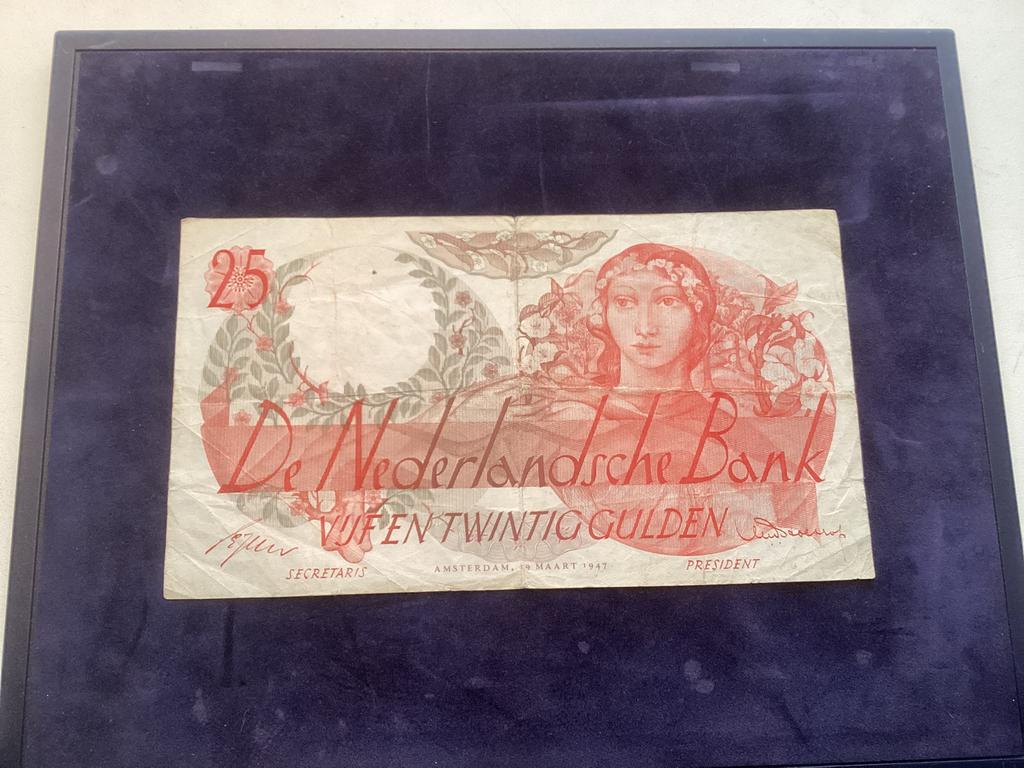 25
De Nederlandsche Bank
VIJF EN TWINTIG GULDEN
SECRETARIS
AMSTERDAM, 19 MAART 1947
PRESIDENT